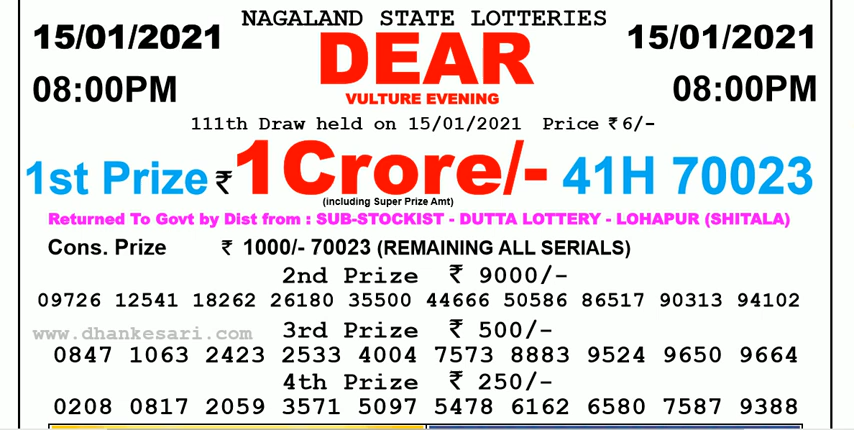 NAGALAND STATE LOTTERIES
15/01/2021 DEAR 15/01/2021
08:00PM VULTURE EVENING 08:00PM
111th Draw held on 15/01/2021 Price ₹ 6/-
1st Prize ₹ 1Crore/- 41H 70023
(including Super Prize Amt)
Returned To Govt by Dist from : SUB-STOCKIST - DUTTA LOTTERY - LOHAPUR (SHITALA)
Cons. Prize ₹ 1000/- 70023 (REMAINING ALL SERIALS)
2nd Prize ₹ 9000/-
09726 12541 18262 26180 35500 44666 50586 86517 90313 94102
www.dhankesari.com 3rd Prize ₹ 500/-
0847 1063 2423 2533 4004 7573 8883 9524 9650 9664
4th Prize ₹ 250/-
0208 0817 2059 3571 5097 5478 6162 6580 7587 9388